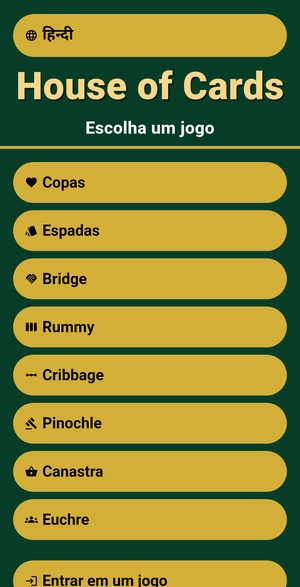 हिन्दी
House of Cards
Escolha um jogo
Copas
Espadas
Bridge
Rummy
Cribbage
Pinochle
Canastra
Euchre
Entrar em um jogo